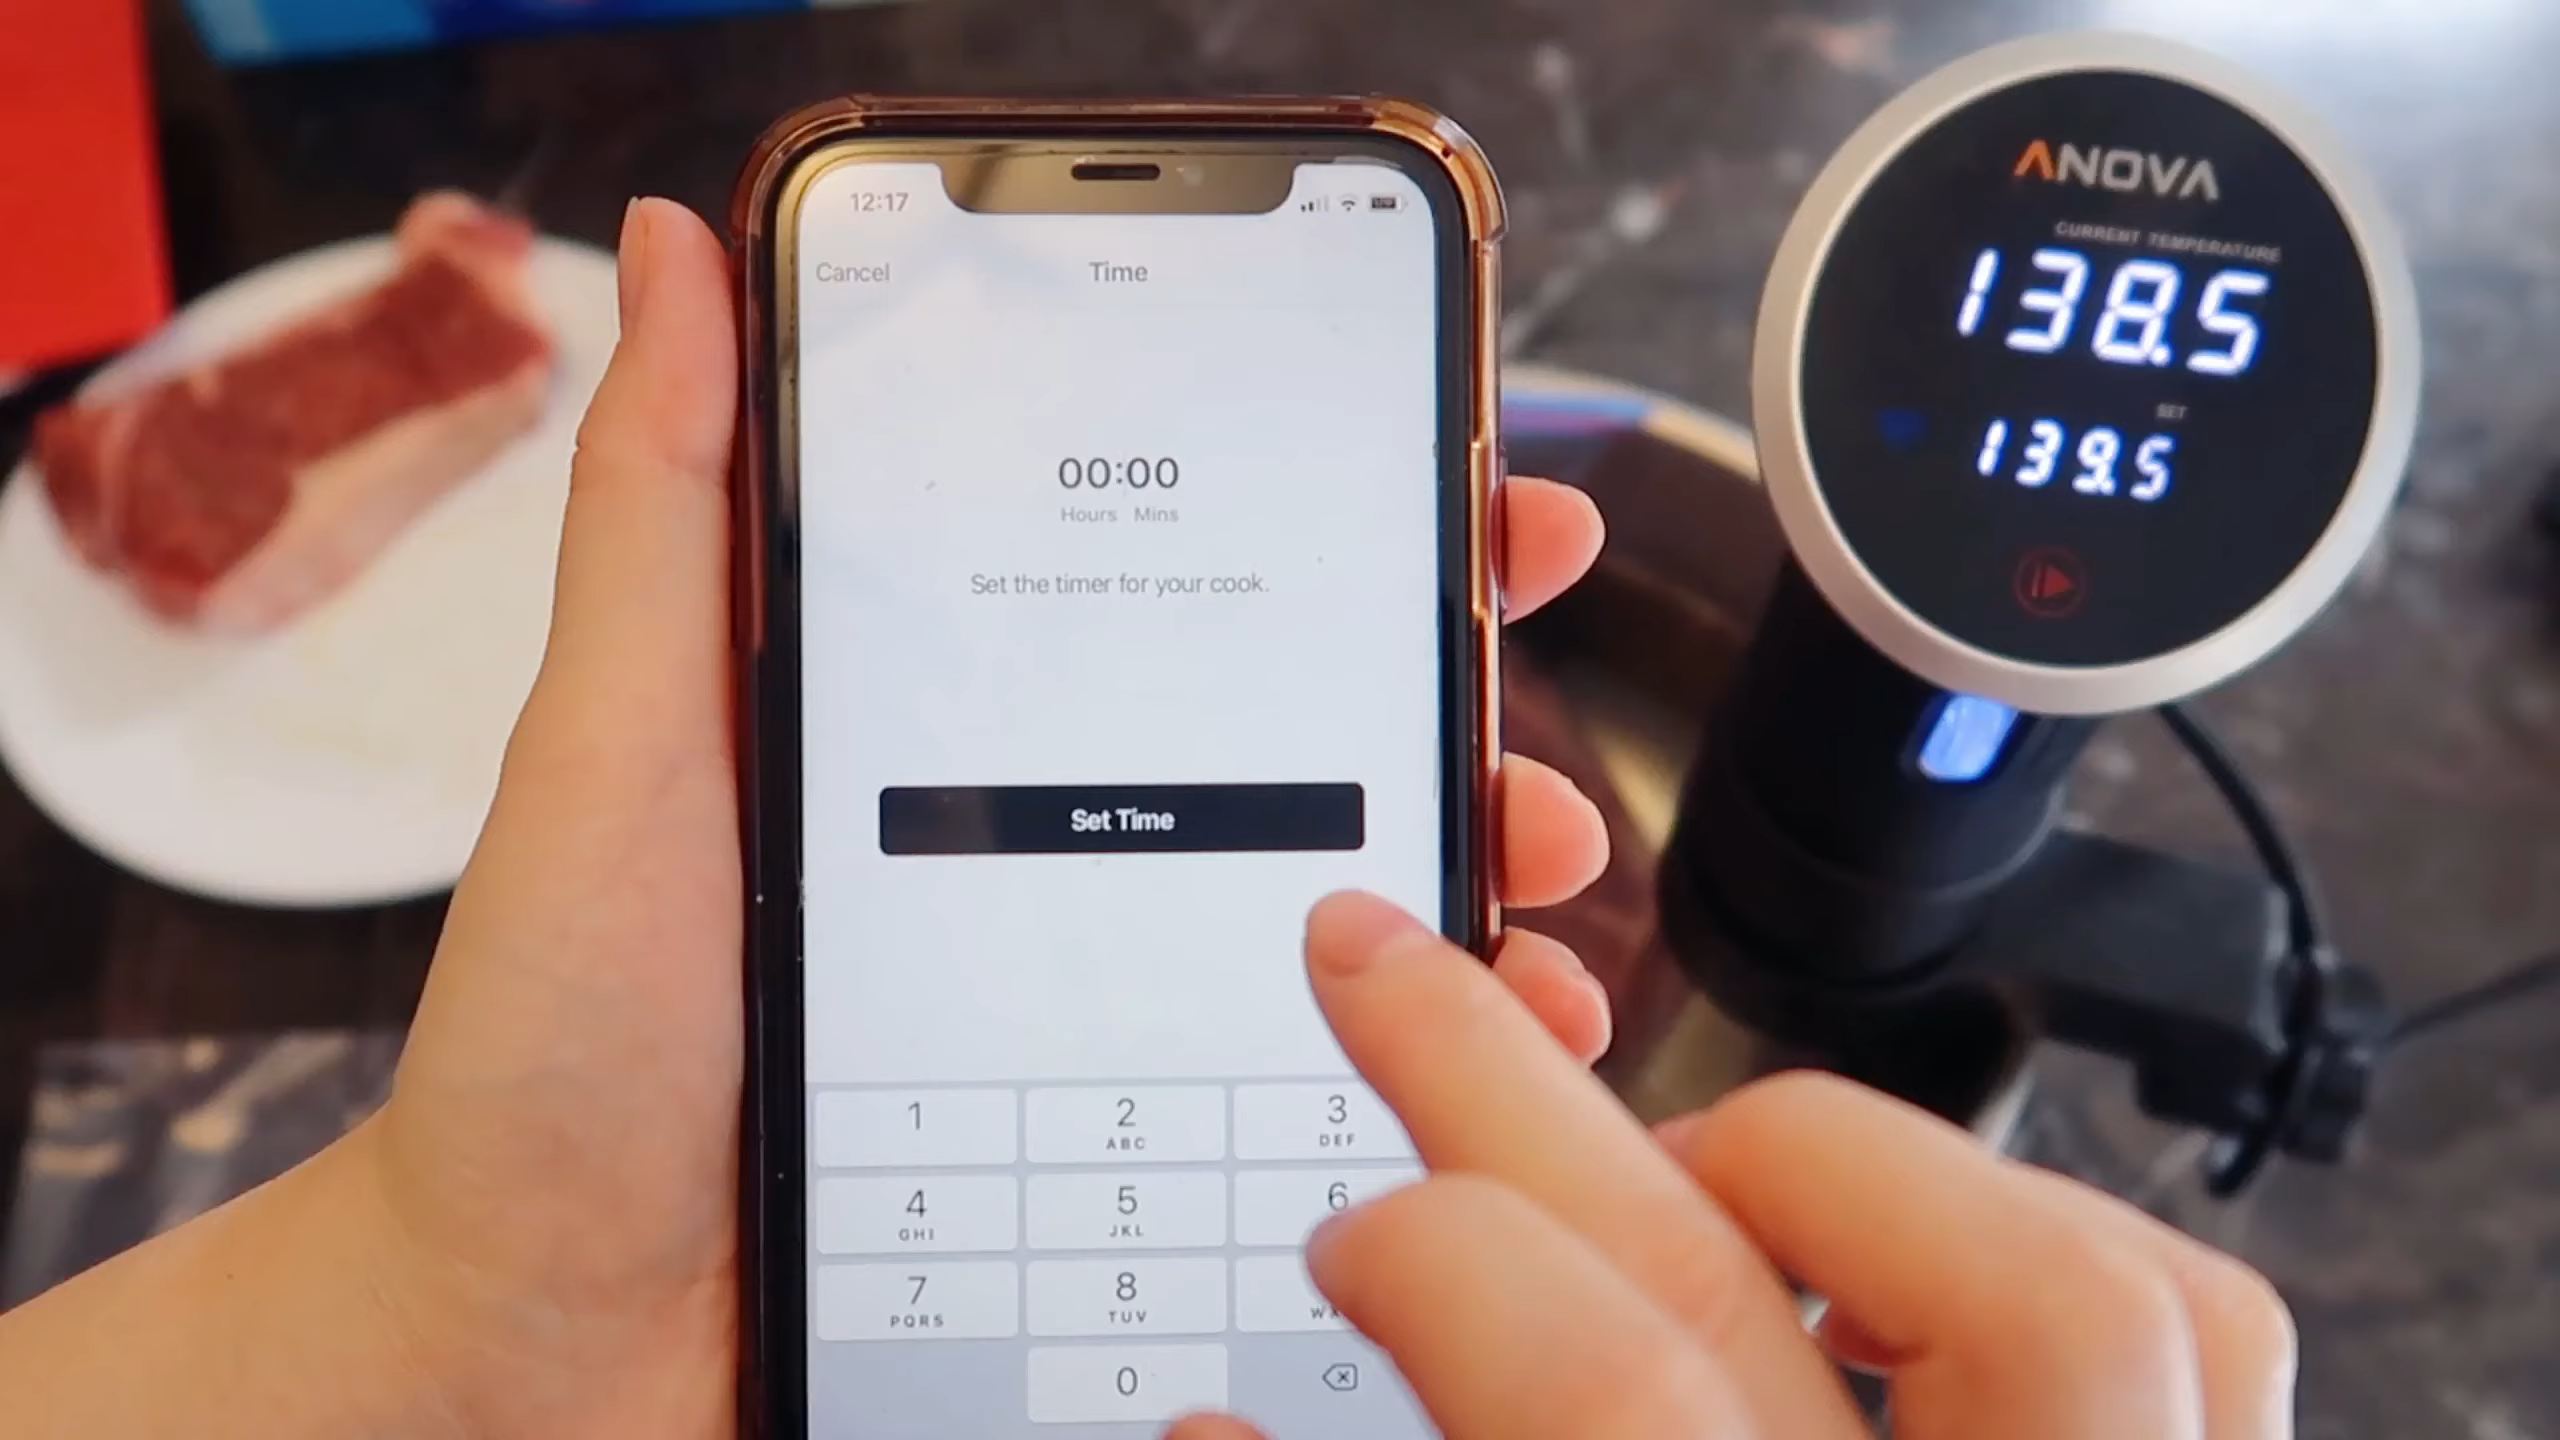 12:17
Cancel
Time
00:00
Hours Mins
Set the timer for your cook.
Set Time
1
2
ABC
3
DEF
4
GHI
5
JKL
6
7
PQRS
8
TUV
0
ANOVA
CURRENT TEMPERATURE
138.5
SET
139.5